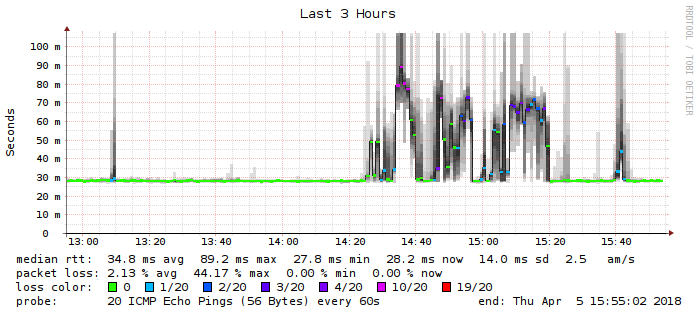 Last 3 Hours
RRDTOOL / TOBI OETIKER
Seconds
100 m
90 m
80 m
70 m
60 m
50 m
40 m
30 m
20 m
10 m
0
13:00 13:20 13:40 14:00 14:20 14:40 15:00 15:20 15:40
median rtt: 34.8 ms avg 89.2 ms max 27.8 ms min 28.2 ms now 14.0 ms sd 2.5 am/s
packet loss: 2.13 % avg 44.17 % max 0.00 % min 0.00 % now
loss color: 0 1/20 2/20 3/20 4/20 10/20 19/20
probe: 20 ICMP Echo Pings (56 Bytes) every 60s end: Thu Apr 5 15:55:02 2018